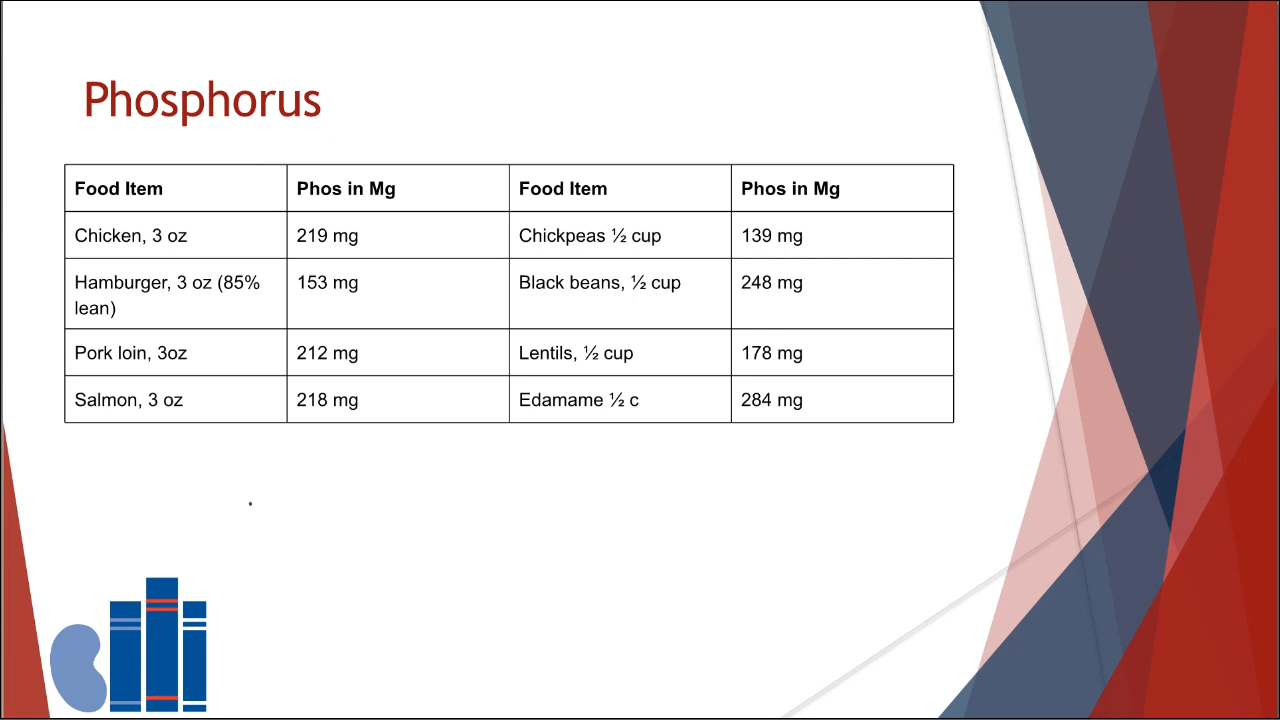 Phosphorus
Food Item Phos in Mg Food Item Phos in Mg
Chicken, 3 oz 219 mg Chickpeas ½ cup 139 mg
Hamburger, 3 oz (85% 153 mg Black beans, ½ cup 248 mg
lean)
Pork loin, 3oz 212 mg Lentils, ½ cup 178 mg
Salmon, 3 oz 218 mg Edamame ½ c 284 mg